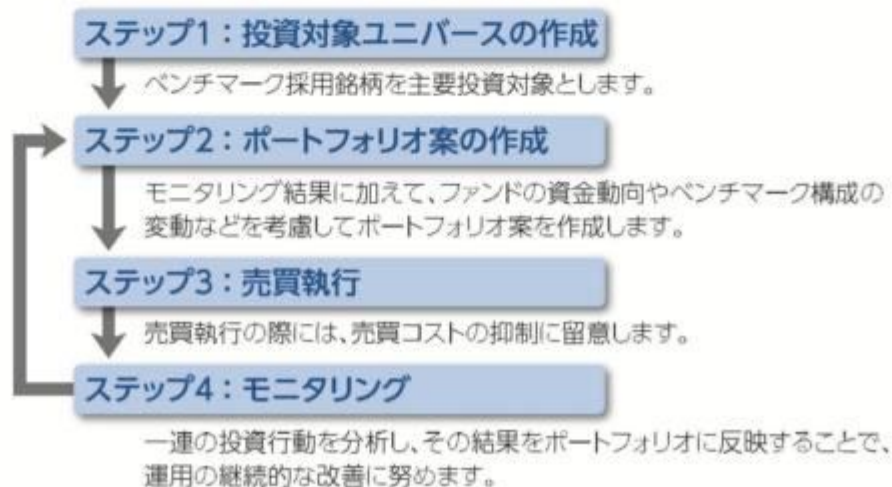 ステップ1：投資対象ユニバースの作成
ベンチマーク採用銘柄を主要投資対象とします。
ステップ2：ポートフォリオ案の作成
モニタリング結果に加えて、ファンドの資金動向やベンチマーク構成の
変動などを考慮してポートフォリオ案を作成します。
ステップ3：売買執行
売買執行の際には、売買コストの抑制に留意します。
ステップ4：モニタリング
一連の投資行動を分析し、その結果をポートフォリオに反映することで、
運用の継続的な改善に努めます。